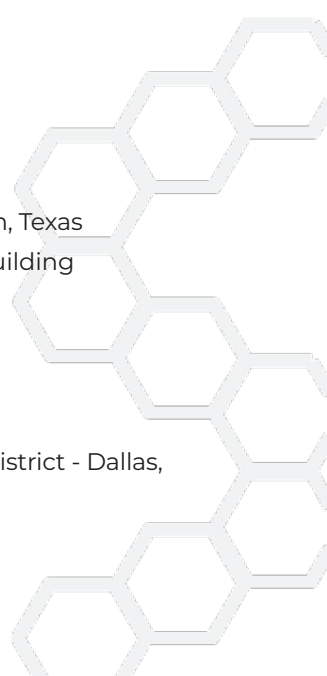 n, Texas
uilding
istrict - Dallas,